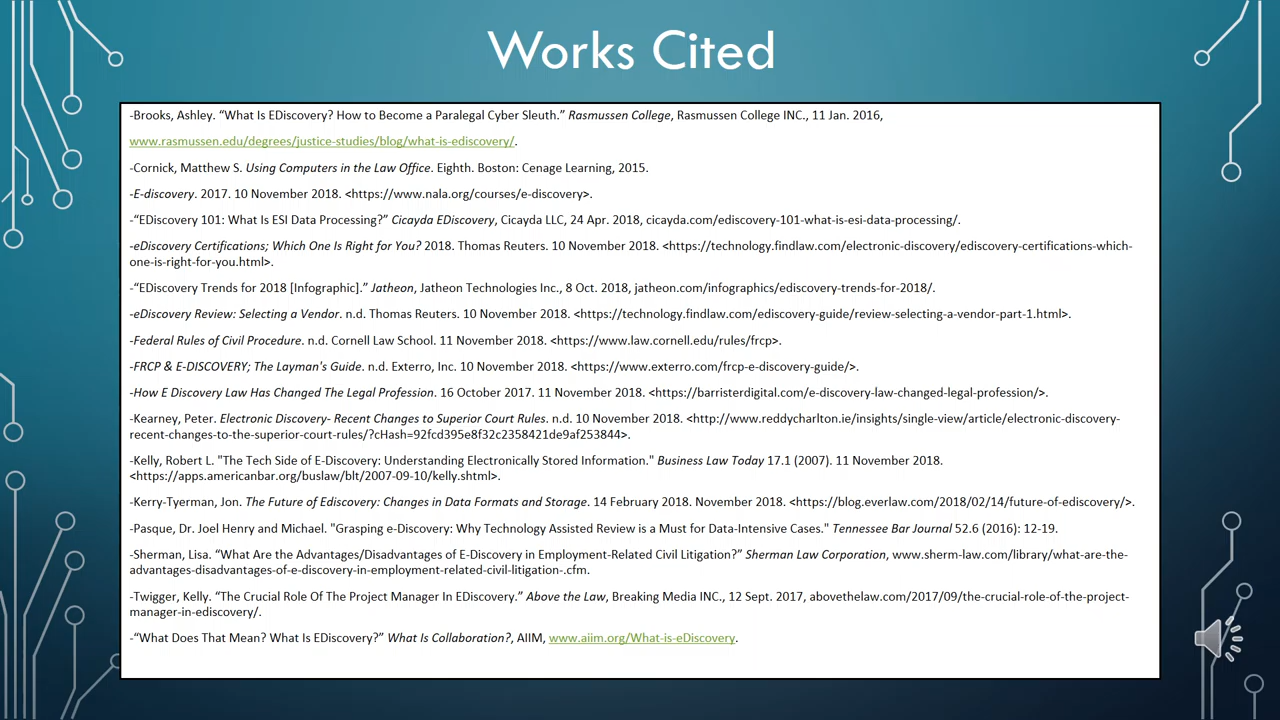 Works Cited
-Brooks, Ashley. “What Is EDiscovery? How to Become a Paralegal Cyber Sleuth.” Rasmussen College, Rasmussen College INC., 11 Jan. 2016,
www.rasmussen.edu/degrees/justice-studies/blog/what-is-ediscovery/.
-Cornick, Matthew S. Using Computers in the Law Office. Eighth. Boston: Cenage Learning, 2015.
-E-discovery. 2017. 10 November 2018. <https://www.nala.org/courses/e-discovery>.
-“EDiscovery 101: What Is ESI Data Processing?” Cicayda EDiscovery, Cicayda LLC, 24 Apr. 2018, cicayda.com/ediscovery-101-what-is-esi-data-processing/.
-eDiscovery Certifications; Which One Is Right for You? 2018. Thomas Reuters. 10 November 2018. <https://technology.findlaw.com/electronic-discovery/ediscovery-certifications-which-
one-is-right-for-you.html>.
-“EDiscovery Trends for 2018 [Infographic].” Jatheon, Jatheon Technologies Inc., 8 Oct. 2018, jatheon.com/infographics/ediscovery-trends-for-2018/.
-eDiscovery Review: Selecting a Vendor. n.d. Thomas Reuters. 10 November 2018. <https://technology.findlaw.com/ediscovery-guide/review-selecting-a-vendor-part-1.html>.
-Federal Rules of Civil Procedure. n.d. Cornell Law School. 11 November 2018. <https://www.law.cornell.edu/rules/frcp>.
-FRCP & E-DISCOVERY; The Layman's Guide. n.d. Exterro, Inc. 10 November 2018. <https://www.exterro.com/frcp-e-discovery-guide/>.
-How E Discovery Law Has Changed The Legal Profession. 16 October 2017. 11 November 2018. <https://barristerdigital.com/e-discovery-law-changed-legal-profession/>.
-Kearney, Peter. Electronic Discovery- Recent Changes to Superior Court Rules. n.d. 10 November 2018. <http://www.reddycharlton.ie/insights/single-view/article/electronic-discovery-
recent-changes-to-the-superior-court-rules/?cHash=92fcd395e8f32c2358421de9af253844>.
-Kelly, Robert L. "The Tech Side of E-Discovery: Understanding Electronically Stored Information." Business Law Today 17.1 (2007). 11 November 2018.
<https://apps.americanbar.org/buslaw/blt/2007-09-10/kelly.shtml>.
-Kerry-Tyerman, Jon. The Future of Ediscovery: Changes in Data Formats and Storage. 14 February 2018. November 2018. <https://blog.everlaw.com/2018/02/14/future-of-ediscovery/>.
-Pasque, Dr. Joel Henry and Michael. "Grasping e-Discovery: Why Technology Assisted Review is a Must for Data-Intensive Cases." Tennessee Bar Journal 52.6 (2016): 12-19.
-Sherman, Lisa. “What Are the Advantages/Disadvantages of E-Discovery in Employment-Related Civil Litigation?” Sherman Law Corporation, www.sherm-law.com/library/what-are-the-
advantages-disadvantages-of-e-discovery-in-employment-related-civil-litigation-.cfm.
-Twigger, Kelly. “The Crucial Role Of The Project Manager In EDiscovery.” Above the Law, Breaking Media INC., 12 Sept. 2017, abovethelaw.com/2017/09/the-crucial-role-of-the-project-
manager-in-ediscovery/.
-“What Does That Mean? What Is EDiscovery?” What Is Collaboration?, AIIM, www.aiim.org/What-is-eDiscovery.